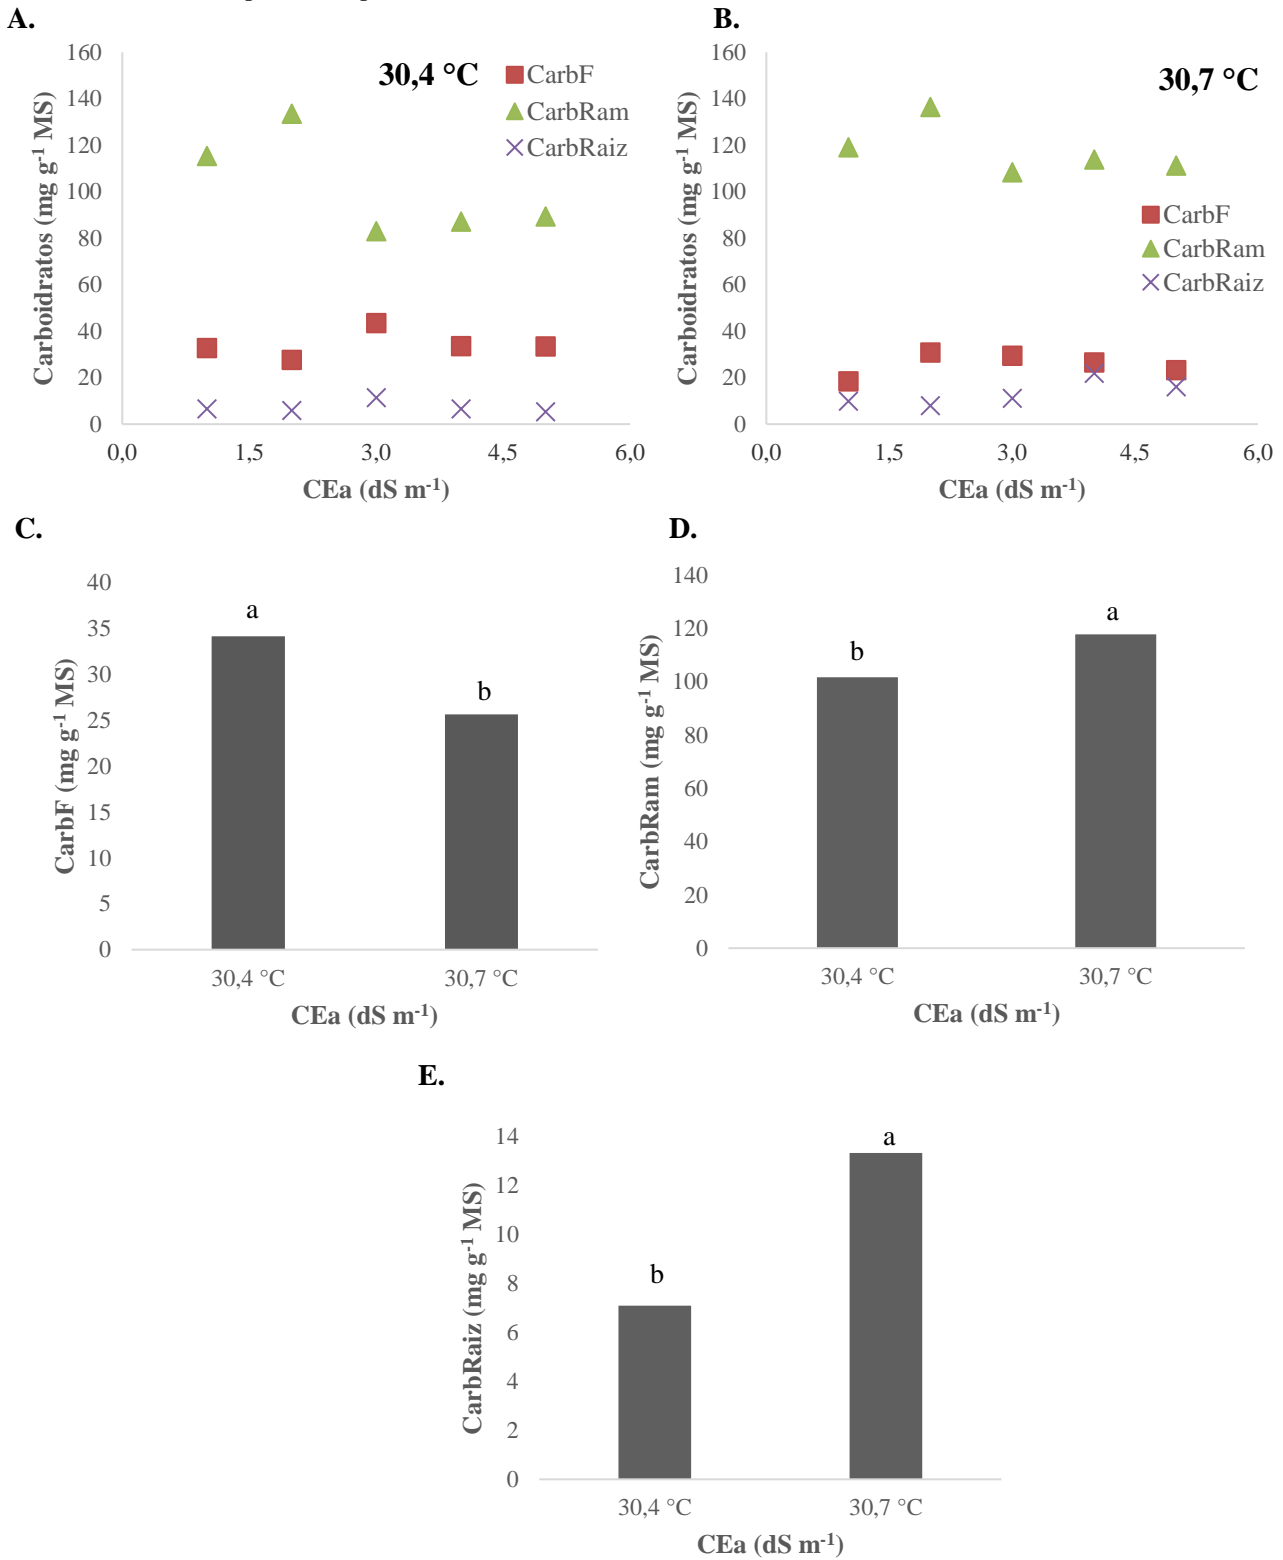 A.
160
140
120
100
80
60
40
20
0
Carboidratos (mg g-1 MS)
30,4 °C
CarbF
CarbRam
CarbRaiz
0,0 1,5 3,0 4,5 6,0
CEa (dS m-1)
B.
160
140
120
100
80
60
40
20
0
Carboidratos (mg g-1 MS)
30,7 °C
CarbF
CarbRam
CarbRaiz
0,0 1,5 3,0 4,5 6,0
CEa (dS m-1)
C.
40
35
30
25
20
15
10
5
0
CarbF (mg g-1 MS)
a
b
30,4 °C 30,7 °C
CEa (dS m-1)
D.
140
120
100
80
60
40
20
0
CarbRam (mg g-1 MS)
b
a
30,4 °C 30,7 °C
CEa (dS m-1)
E.
14
12
10
8
6
4
2
0
CarbRaiz (mg g-1 MS)
b
a
30,4 °C 30,7 °C
CEa (dS m-1)